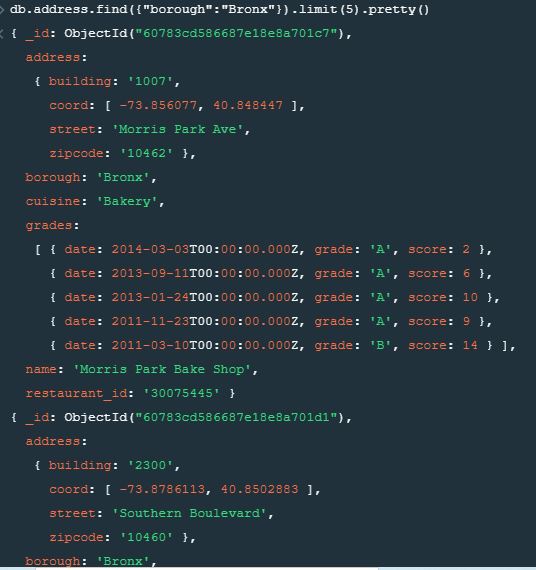 db.address.find({"borough":"Bronx"}).limit(5).pretty()
{ _id: ObjectId("60783cd586687e18e8a701c7"),
address:
{ building: '1007',
coord: [ -73.856077, 40.848447 ],
street: 'Morris Park Ave',
zipcode: '10462' },
borough: 'Bronx',
cuisine: 'Bakery',
grades:
[ { date: 2014-03-03T00:00:00.000Z, grade: 'A', score: 2 },
{ date: 2013-09-11T00:00:00.000Z, grade: 'A', score: 6 },
{ date: 2013-01-24T00:00:00.000Z, grade: 'A', score: 10 },
{ date: 2011-11-23T00:00:00.000Z, grade: 'A', score: 9 },
{ date: 2011-03-10T00:00:00.000Z, grade: 'B', score: 14 } ],
name: 'Morris Park Bake Shop',
restaurant_id: '30075445' }
{ _id: ObjectId("60783cd586687e18e8a701d1"),
address:
{ building: '2300',
coord: [ -73.8786113, 40.8502883 ],
street: 'Southern Boulevard',
zipcode: '10460' },
borough: 'Bronx',